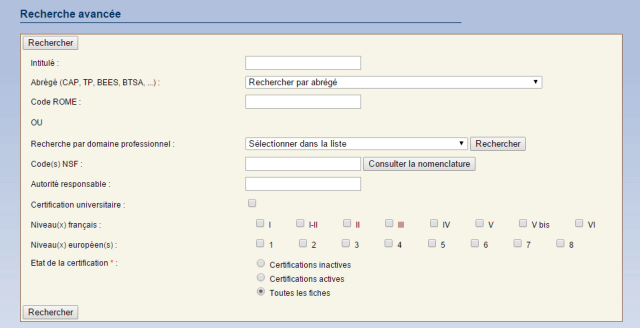 Recherche avancée
Rechercher
Intitulé :
Abrégé (CAP, TP, BEES, BTSA, ...) : Rechercher par abrégé
Code ROME :
OU
Recherche par domaine professionnel : Sélectionner dans la liste Rechercher
Code(s) NSF : Consulter la nomenclature
Autorité responsable :
Certification universitaire :
Niveau(x) français : I I-II II III IV V V bis VI
Niveau(x) européen(s) : 1 2 3 4 5 6 7 8
Etat de la certification * : Certifications inactives
Certifications actives
Toutes les fiches
Rechercher